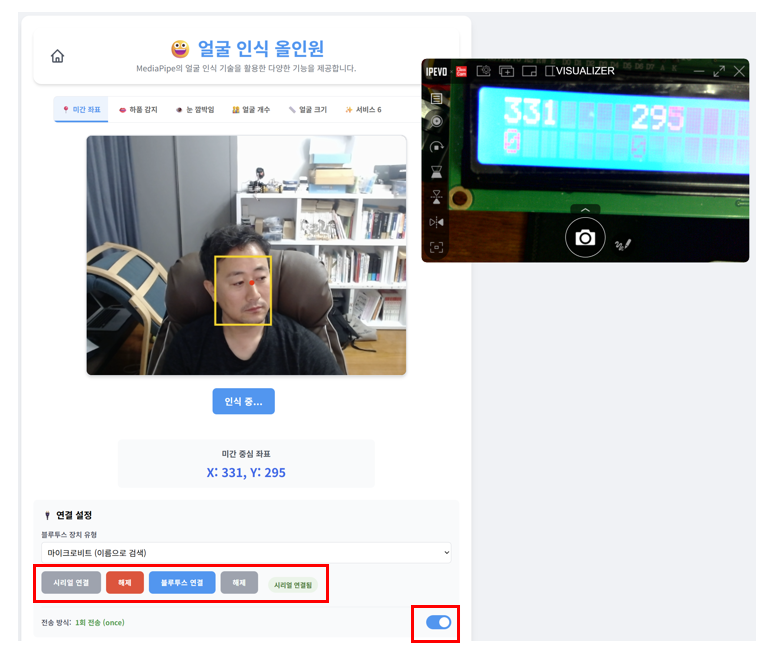 얼굴 인식 올인원
MediaPipe의 얼굴 인식 기술을 활용한 다양한 기능을 제공합니다.
미간 좌표 하품 감지 눈 깜박임 얼굴 개수 얼굴 크기 서비스 6
IPEVO VISUALIZER
331 295
0 0
인식 중...
미간 중심 좌표
X: 331, Y: 295
연결 설정
블루투스 장치 유형
마이크로비트 (이름으로 검색)
시리얼 연결 해제 블루투스 연결 해제 시리얼 연결됨
전송 방식: 1회 전송 (once)